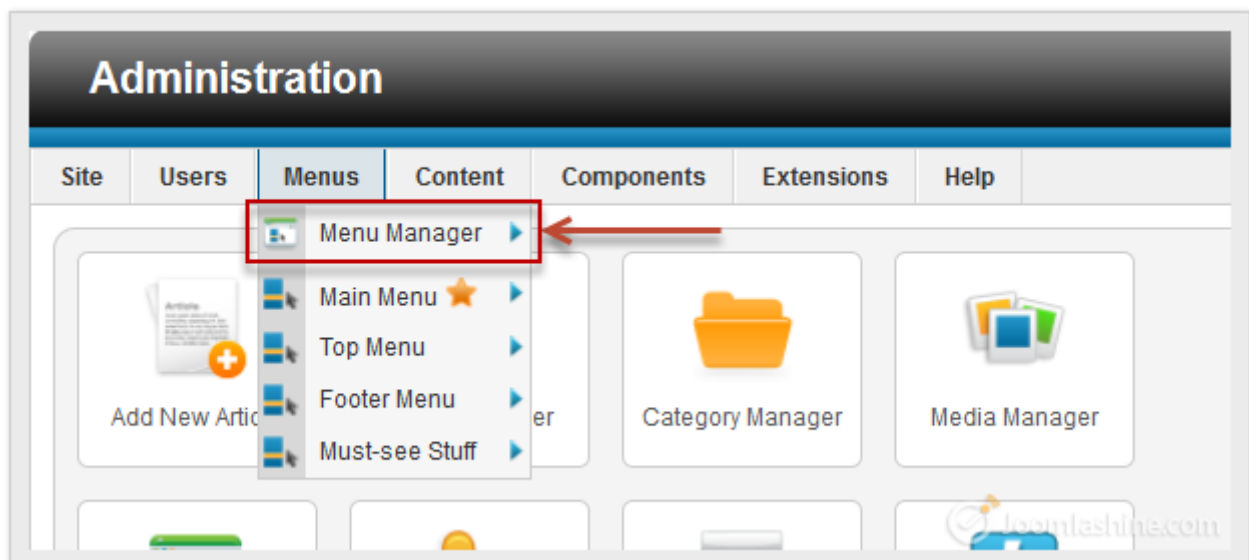 Administration
Site Users Menus Content Components Extensions Help
Menu Manager
Main Menu
Top Menu
Footer Menu
Must-see Stuff
Article
Add New Artic
er
Category Manager
Media Manager
Joomlashine.com